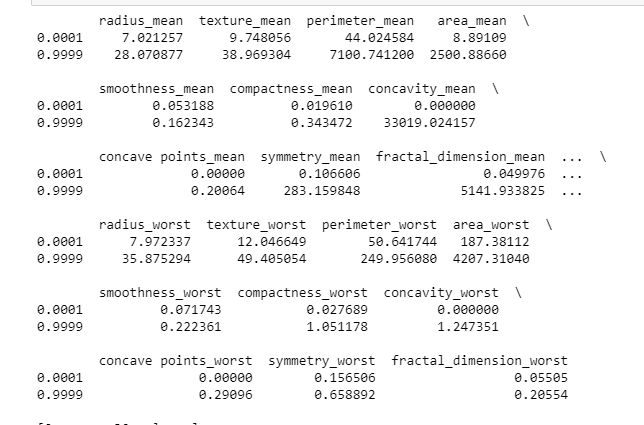 radius_mean texture_mean perimeter_mean area_mean \
0.0001 7.021257 9.748056 44.024584 8.89109
0.9999 28.070877 38.969304 7100.741200 2500.88660
smoothness_mean compactness_mean concavity_mean \
0.0001 0.053188 0.019610 0.000000
0.9999 0.162343 0.343472 33019.024157
concave points_mean symmetry_mean fractal_dimension_mean ... \
0.0001 0.00000 0.106606 0.049976 ...
0.9999 0.20064 283.159848 5141.933825 ...
radius_worst texture_worst perimeter_worst area_worst \
0.0001 7.972337 12.046649 50.641744 187.38112
0.9999 35.875294 49.405054 249.956080 4207.31040
smoothness_worst compactness_worst concavity_worst \
0.0001 0.071743 0.027689 0.000000
0.9999 0.222361 1.051178 1.247351
concave points_worst symmetry_worst fractal_dimension_worst
0.0001 0.00000 0.156506 0.05505
0.9999 0.29096 0.658892 0.20554